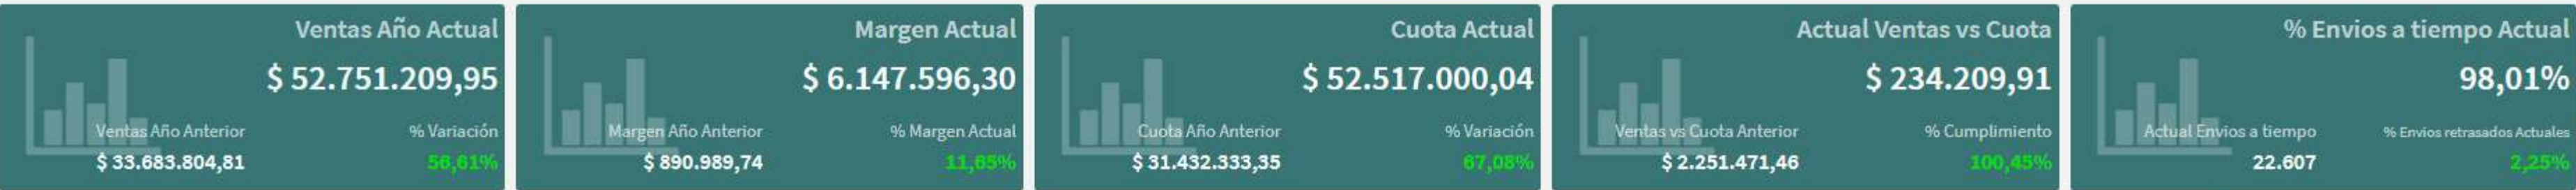 Ventas Año Actual
$ 52.751.209,95
Ventas Año Anterior % Variación
$ 33.683.804,81 56,61%
Margen Actual
$ 6.147.596,30
Margen Año Anterior % Margen Actual
$ 890.989,74 11,65%
Cuota Actual
$ 52.517.000,04
Cuota Año Anterior % Variación
$ 31.432.333,35 67,08%
Actual Ventas vs Cuota
$ 234.209,91
Ventas vs Cuota Anterior % Cumplimiento
$ 2.251.471,46 100,45%
% Envios a tiempo Actual
98,01%
Actual Envios a tiempo % Envios retrasados Actuales
22.607 2,25%